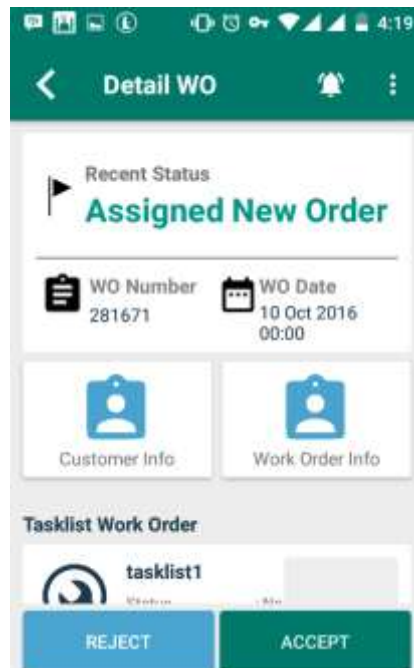 4:19
Detail WO
Recent Status
Assigned New Order
WO Number
281671
WO Date
10 Oct 2016
00:00
Customer Info
Work Order Info
Tasklist Work Order
tasklist1
Status
REJECT
ACCEPT